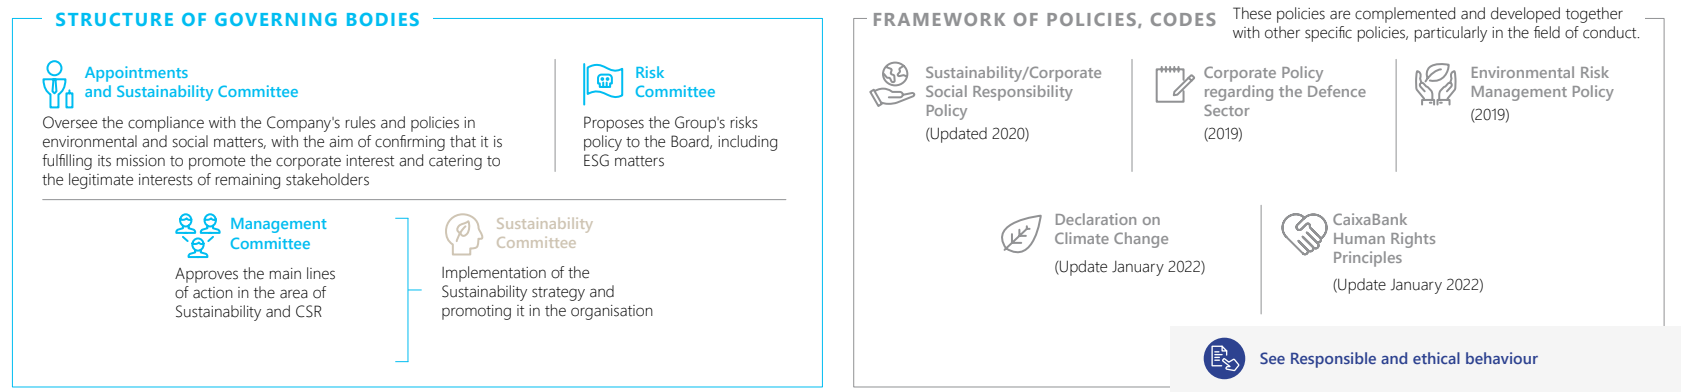 STRUCTURE OF GOVERNING BODIES
Appointments
and Sustainability Committee
Oversee the compliance with the Company's rules and policies in
environmental and social matters, with the aim of confirming that it is
fulfilling its mission to promote the corporate interest and catering to
the legitimate interests of remaining stakeholders
Risk
Committee
Proposes the Group's risks
policy to the Board, including
ESG matters
Management
Committee
Approves the main lines
of action in the area of
Sustainability and CSR
Sustainability
Committee
Implementation of the
Sustainability strategy and
promoting it in the organisation
FRAMEWORK OF POLICIES, CODES
These policies are complemented and developed together
with other specific policies, particularly in the field of conduct.
Sustainability/Corporate
Social Responsibility
Policy
(Updated 2020)
Corporate Policy
regarding the Defence
Sector
(2019)
Environmental Risk
Management Policy
(2019)
Declaration on
Climate Change
(Update January 2022)
CaixaBank
Human Rights
Principles
(Update January 2022)
See Responsible and ethical behaviour